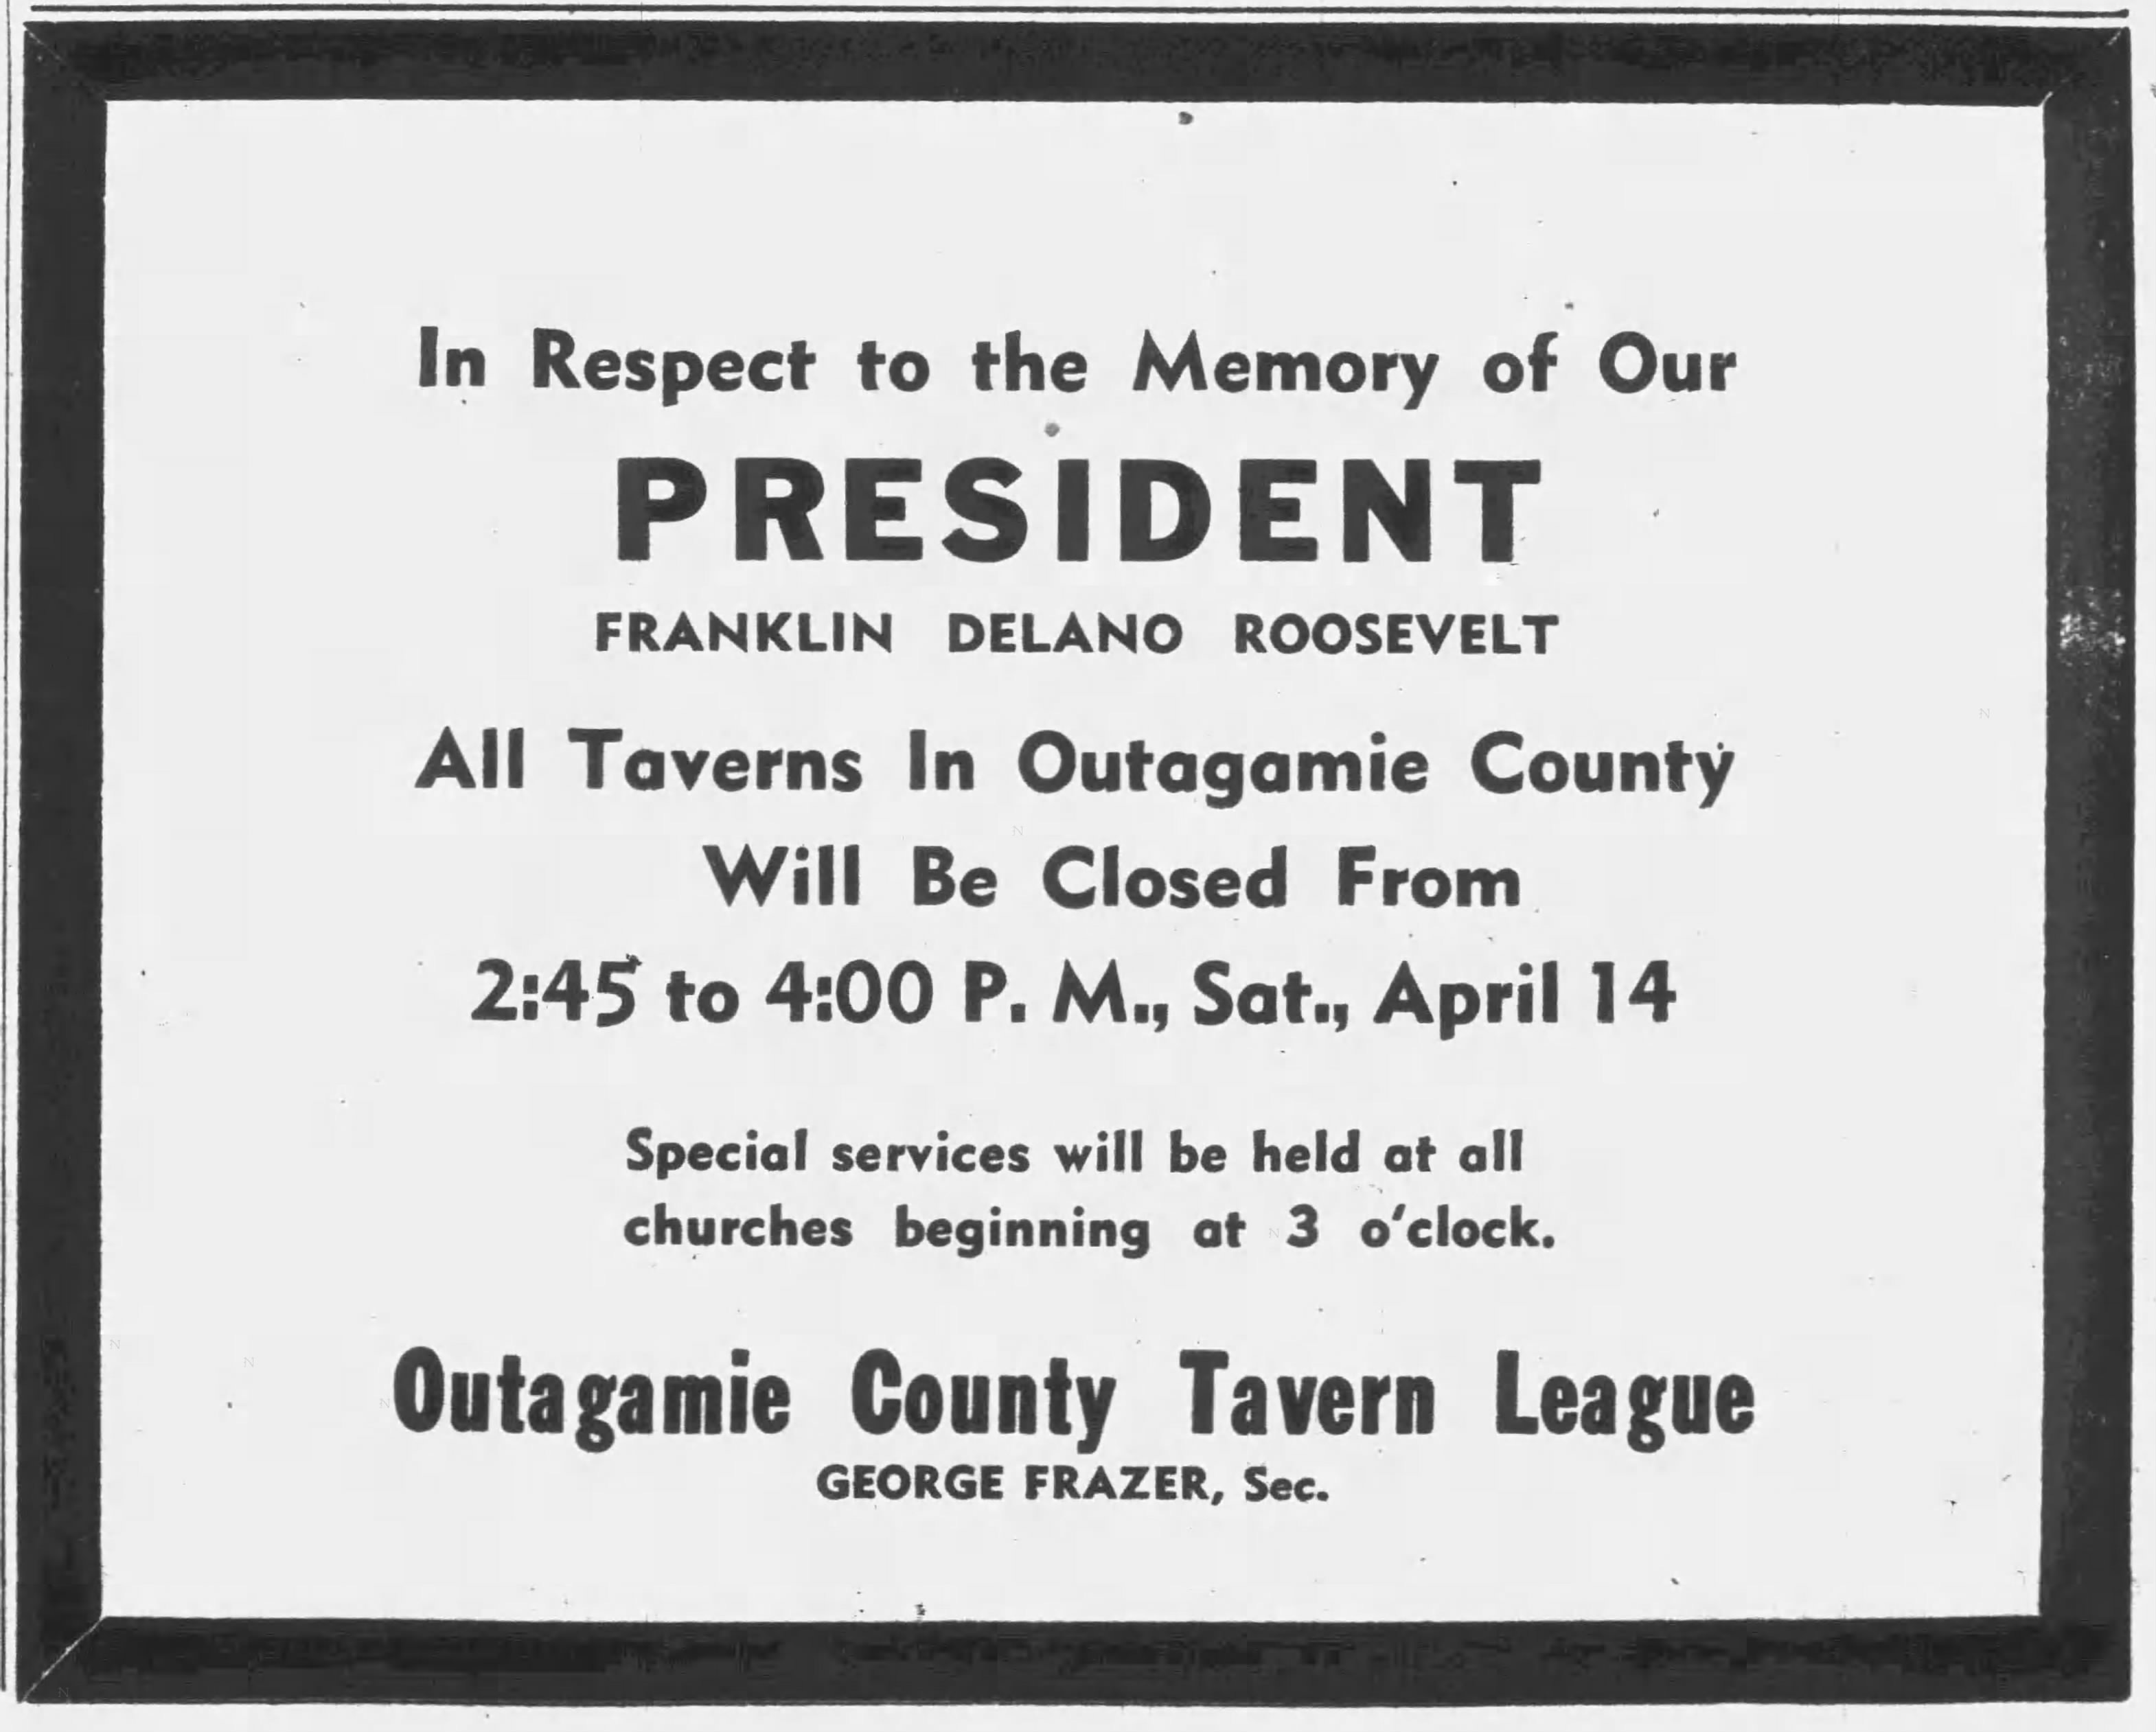 In Respect to the Memory of Our
PRESIDENT
FRANKLIN DELANO ROOSEVELT
All Taverns In Outagamie County
Will Be Closed From
2:45 to 4:00 P. M., Sat., April 14
Special services will be held at all
churches beginning at 3 o'clock.
Outagamie County Tavern League
GEORGE FRAZER, Sec.